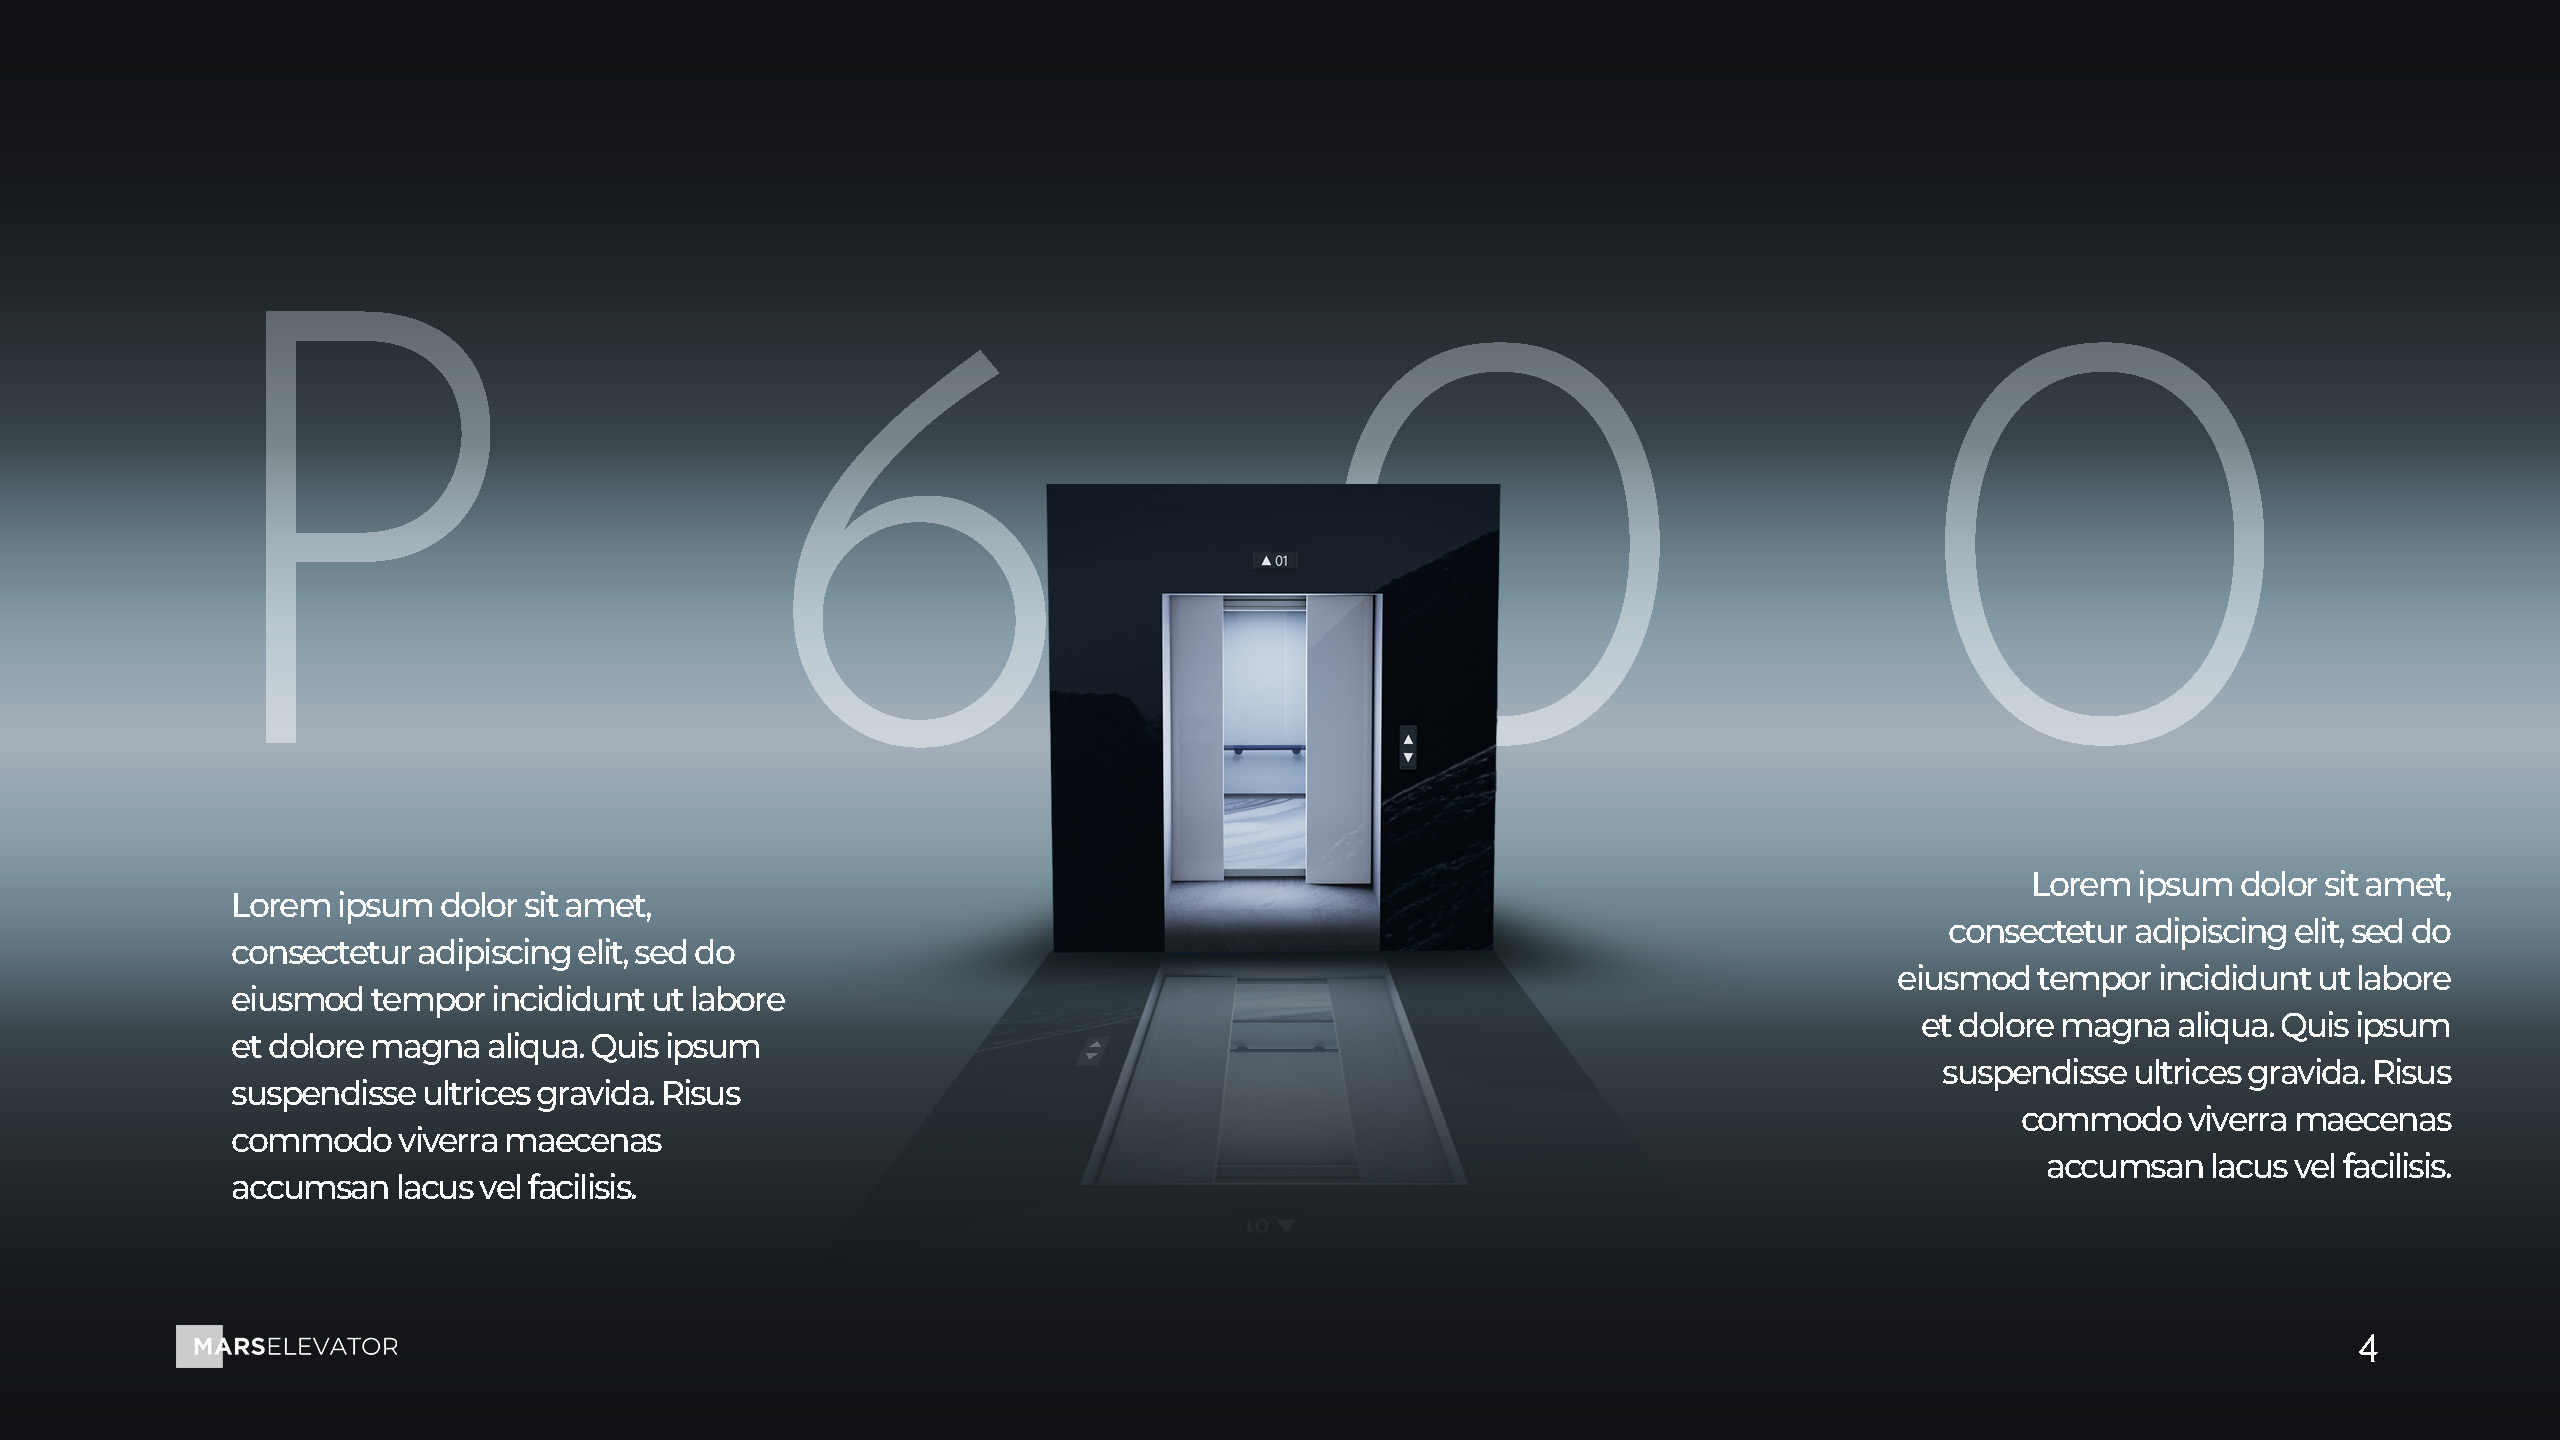 P600
▲ 01
Lorem ipsum dolor sit amet,
consectetur adipiscing elit, sed do
eiusmod tempor incididunt ut labore
et dolore magna aliqua. Quis ipsum
suspendisse ultrices gravida. Risus
commodo viverra maecenas
accumsan lacus vel facilisis.
Lorem ipsum dolor sit amet,
consectetur adipiscing elit, sed do
eiusmod tempor incididunt ut labore
et dolore magna aliqua. Quis ipsum
suspendisse ultrices gravida. Risus
commodo viverra maecenas
accumsan lacus vel facilisis.
MARSELEVATOR
4